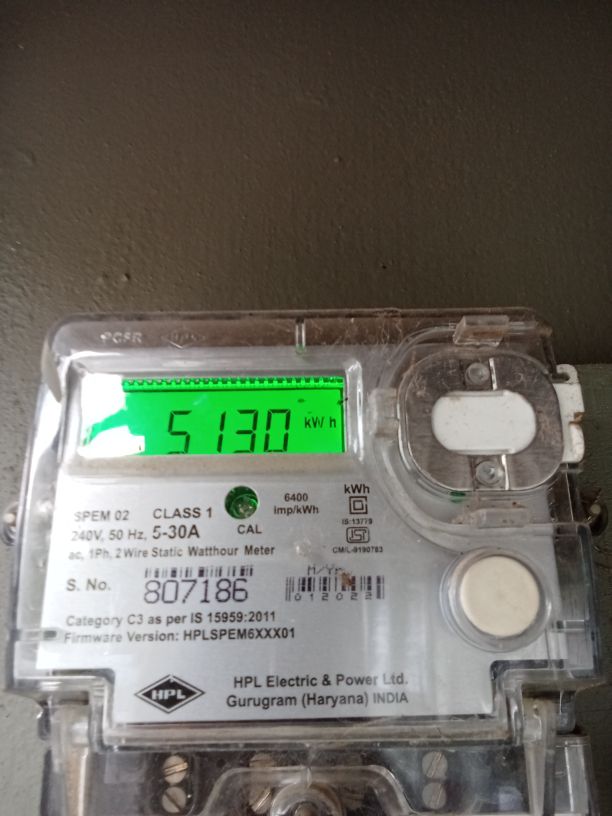 5130 kW h
SPEM 02 CLASS 1
240V, 50 Hz, 5-30A
CAL
6400
imp/kWh
kWh
IS:13779
CM/L-9190783
ac, 1Ph, 2 Wire Static Watthour Meter
S. No. 807186
012022
Category C3 as per IS 15959:2011
Firmware Version: HPLSPEM6XXX01
HPL
HPL Electric & Power Ltd.
Gurugram (Haryana) INDIA